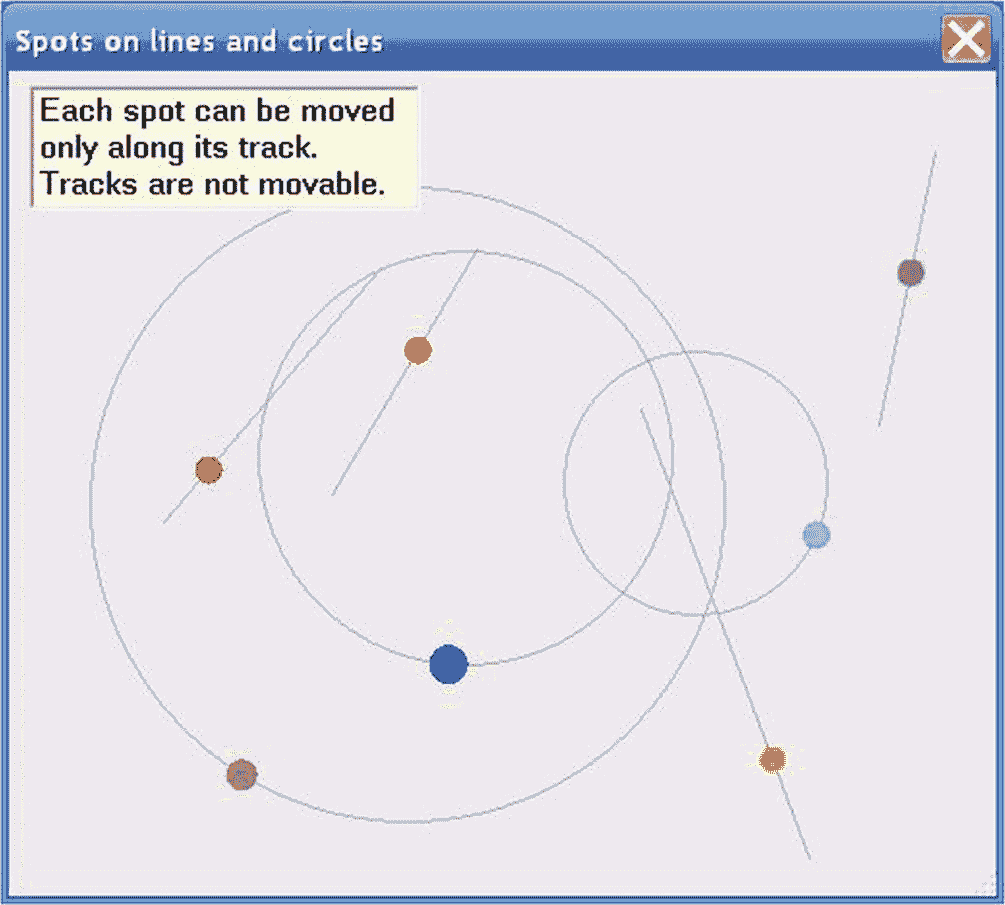 Spots on lines and circles
Each spot can be moved
only along its track.
Tracks are not movable.